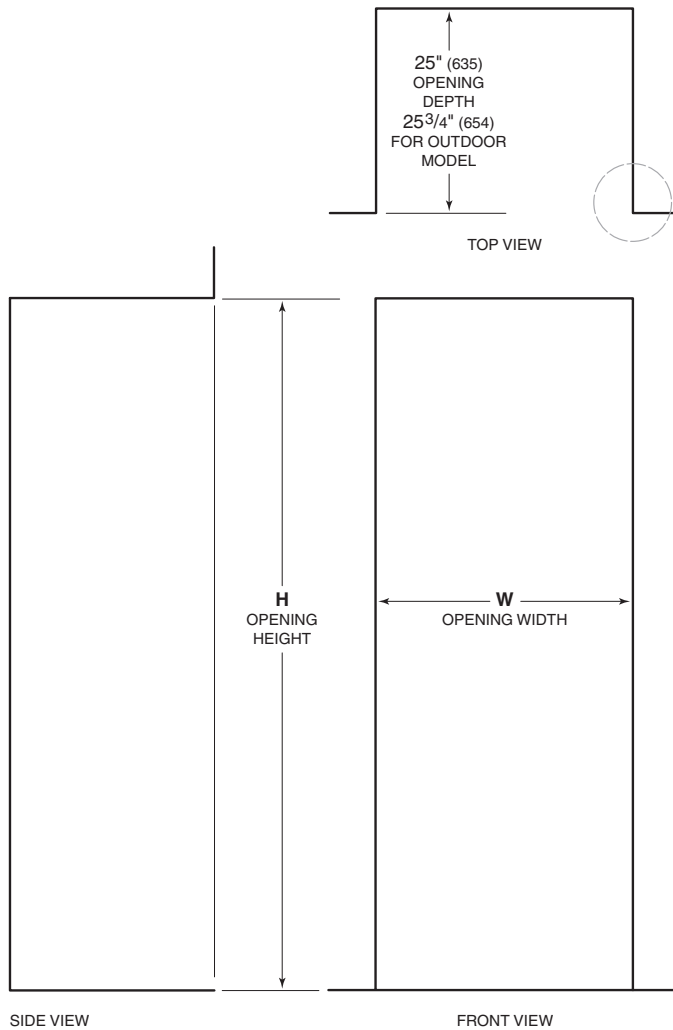 25" (635)
OPENING
DEPTH
25 3/4" (654)
FOR OUTDOOR
MODEL
TOP VIEW
H
OPENING
HEIGHT
W
OPENING WIDTH
SIDE VIEW
FRONT VIEW